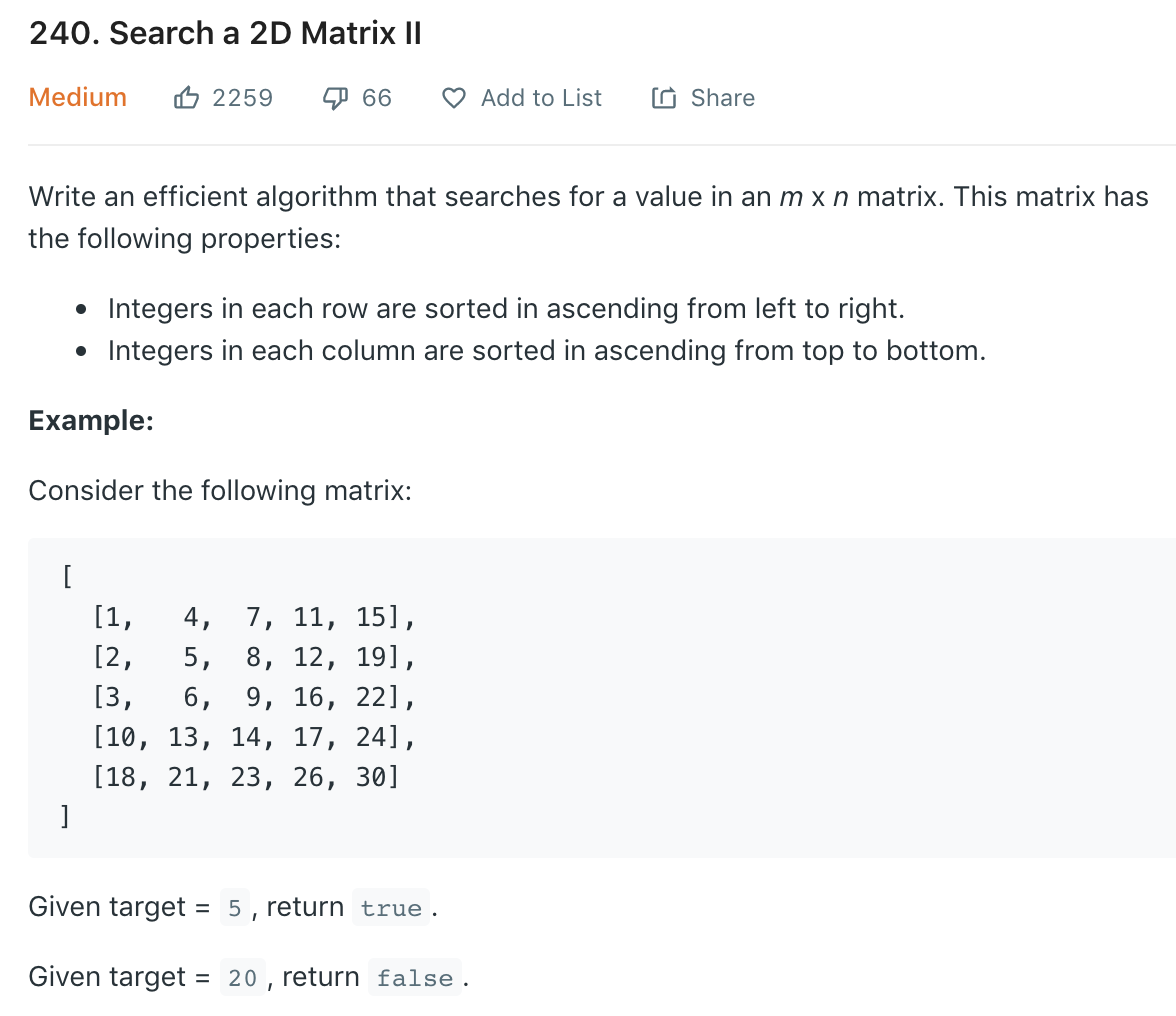 240. Search a 2D Matrix II
Medium 2259 66 Add to List Share
Write an efficient algorithm that searches for a value in an m x n matrix. This matrix has
the following properties:
• Integers in each row are sorted in ascending from left to right.
• Integers in each column are sorted in ascending from top to bottom.
Example:
Consider the following matrix:
[
  [1,   4,  7, 11, 15],
  [2,   5,  8, 12, 19],
  [3,   6,  9, 16, 22],
  [10, 13, 14, 17, 24],
  [18, 21, 23, 26, 30]
]
Given target = 5, return true.
Given target = 20, return false.